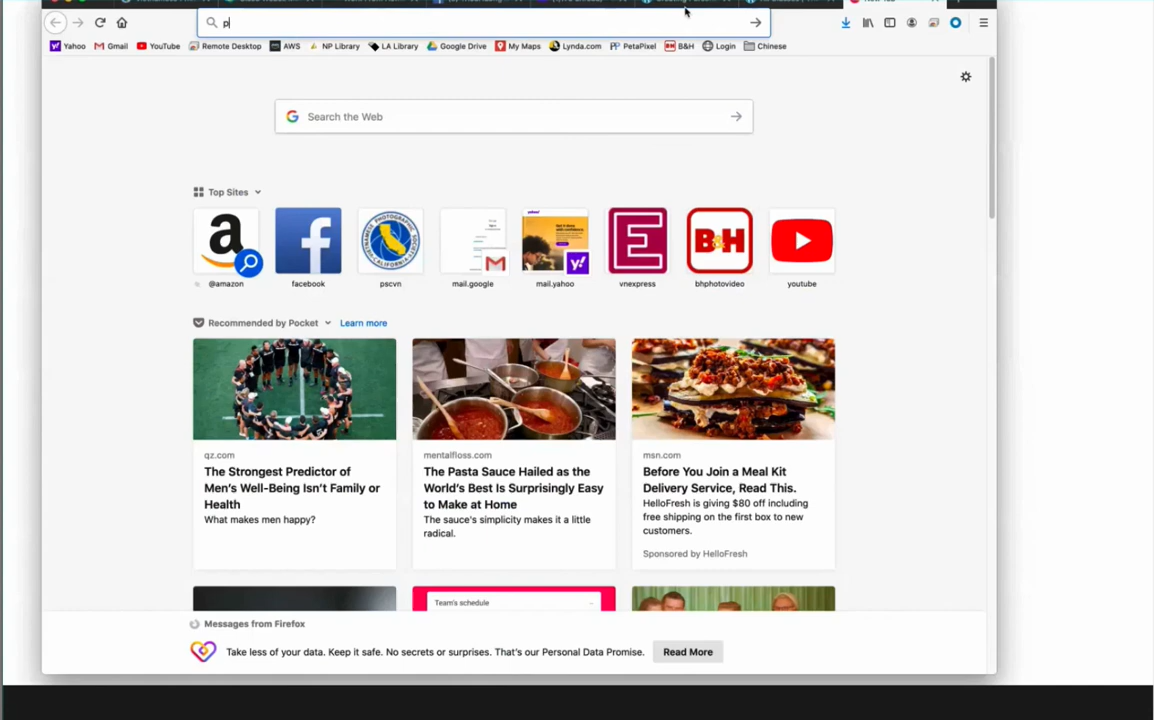 p
Yahoo Gmail YouTube Remote Desktop AWS NP Library LA Library Google Drive My Maps Lynda.com PetaPixel B&H Login Chinese
Search the Web
Top Sites
@amazon facebook pscvn mail.google mail.yahoo vnexpress bhphotovideo youtube
Recommended by Pocket Learn more
qz.com
The Strongest Predictor of
Men's Well-Being Isn't Family or
Health
What makes men happy?
mentalfloss.com
The Pasta Sauce Hailed as the
World's Best Is Surprisingly Easy
to Make at Home
The sauce's simplicity makes it a little
radical.
msn.com
Before You Join a Meal Kit
Delivery Service, Read This.
HelloFresh is giving $80 off including
free shipping on the first box to new
customers.
Sponsored by HelloFresh
Team's schedule
Messages from Firefox
Take less of your data. Keep it safe. No secrets or surprises. That's our Personal Data Promise.
Read More